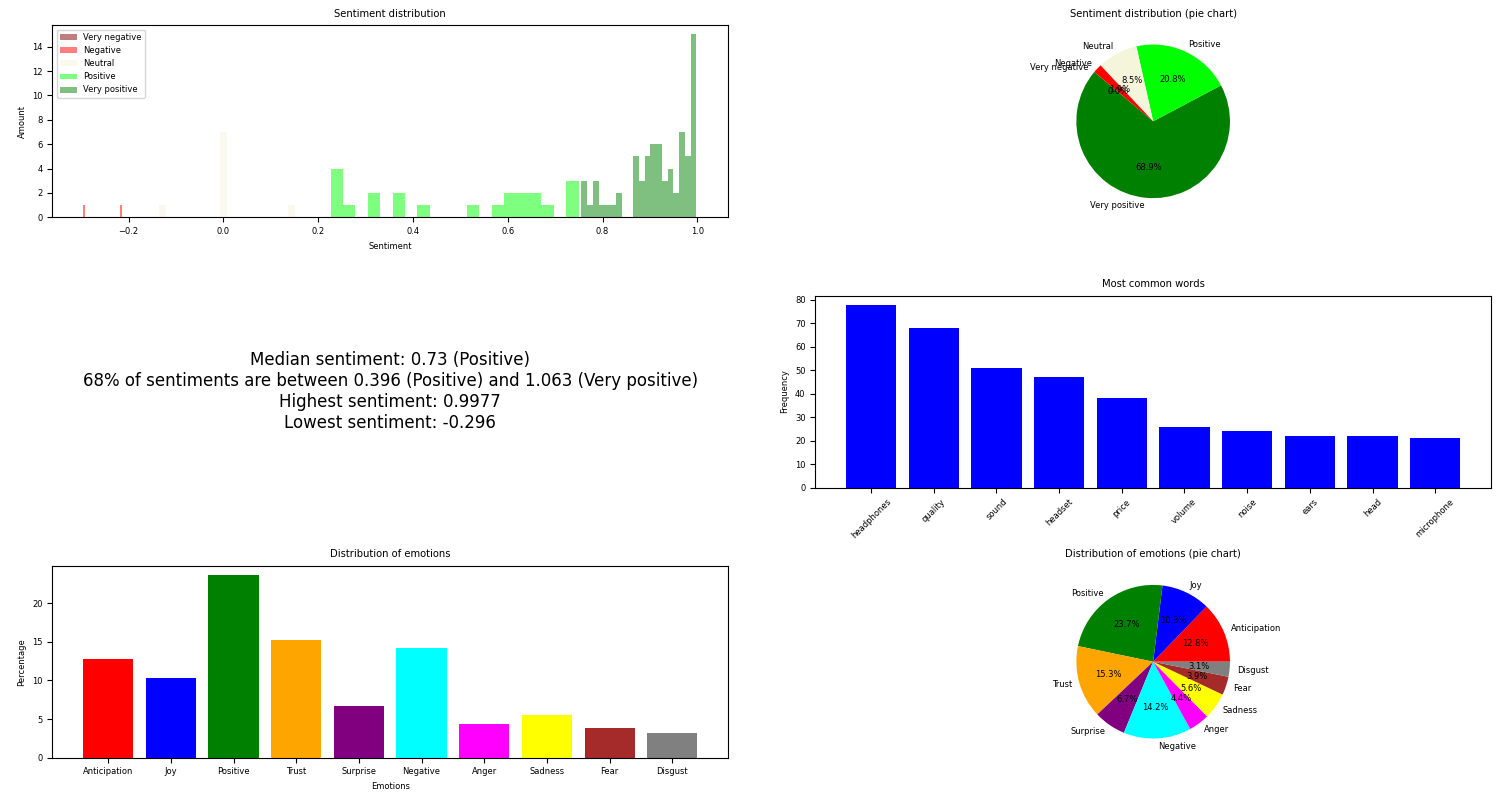 Sentiment distribution
Very negative
Negative
Neutral
Positive
Very positive
Amount
14
12
10
8
6
4
2
0
−0.2
0.0
0.2
0.4
0.6
0.8
1.0
Sentiment
Sentiment distribution (pie chart)
Neutral
Positive
Negative
Very negative
8.5%
20.8%
68.9%
Very positive
Median sentiment: 0.73 (Positive)
68% of sentiments are between 0.396 (Positive) and 1.063 (Very positive)
Highest sentiment: 0.9977
Lowest sentiment: -0.296
Most common words
Frequency
80
70
60
50
40
30
20
10
0
headphones
quality
sound
headset
price
volume
noise
ears
head
microphone
Distribution of emotions
Percentage
20
15
10
5
0
Anticipation
Joy
Positive
Trust
Surprise
Negative
Anger
Sadness
Fear
Disgust
Emotions
Distribution of emotions (pie chart)
Joy
Positive
10.3%
23.7%
Anticipation
12.8%
3.1%
Disgust
3.9%
15.3%
Trust
5.6%
Fear
6.7%
4.4%
14.2%
Sadness
Anger
Surprise
Negative